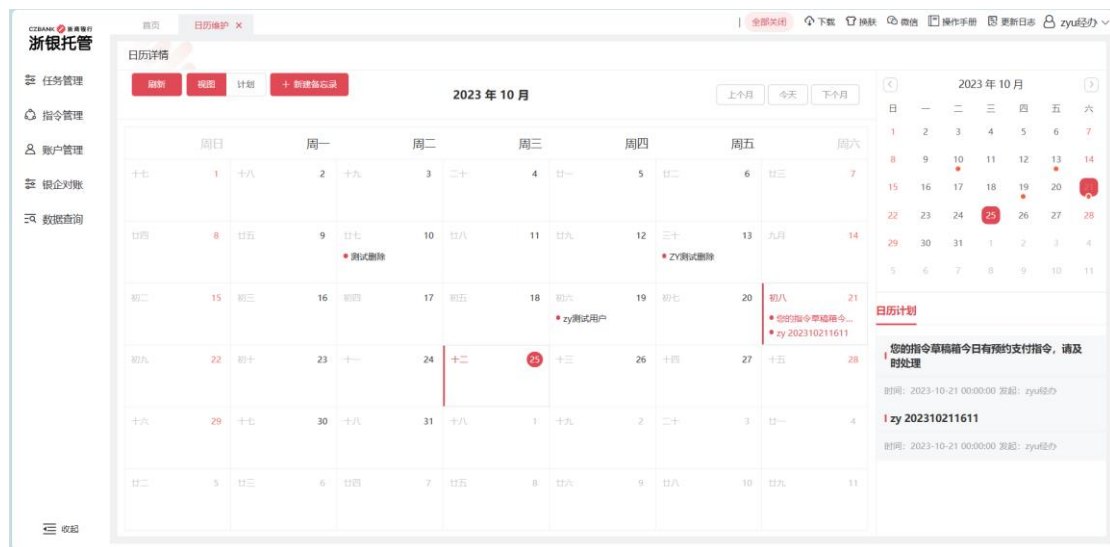 CZBANK 浙商银行
浙银托管
首页 日历维护 ×
全部关闭 下载 换肤 微信 操作手册 更新日志 zyu经办
任务管理
指令管理
账户管理
银企对账
数据查询
收起
日历详情
刷新 视图 计划 + 新建备忘录
2023 年 10 月
上个月 今天 下个月
周日 周一 周二 周三 周四 周五 周六
十七 1 十八 2 十九 3 二十 4 廿一 5 廿二 6 廿三 7
廿四 8 廿五 9 廿七 10 廿八 11 廿九 12 三十 13 九月 14
测试删除 ZY测试删除
初二 15 初三 16 初四 17 初五 18 初六 19 初七 20 初八 21
zy测试用户 您的指令草稿箱今...
zy 202310211611
初九 22 初十 23 十一 24 十二 25 十三 26 十四 27 十五 28
十六 29 十七 30 十八 31 十八 1 十九 2 二十 3 廿一 4
廿二 5 廿三 6 廿四 7 廿五 8 廿六 9 廿八 10 廿九 11
2023 年 10 月
日 一 二 三 四 五 六
1 2 3 4 5 6 7
8 9 10 11 12 13 14
15 16 17 18 19 20 21
22 23 24 25 26 27 28
29 30 31 1 2 3 4
5 6 7 8 9 10 11
日历计划
您的指令草稿箱今日有预约支付指令，请及
时处理
时间：2023-10-21 00:00:00 发起：zyu经办
zy 202310211611
时间：2023-10-21 00:00:00 发起：zyu经办